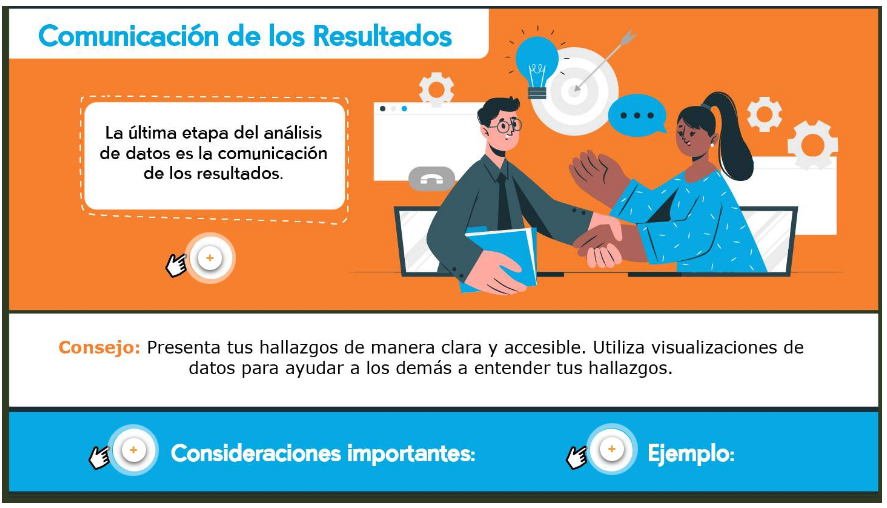 Comunicación de los Resultados
La última etapa del análisis
de datos es la comunicación
de los resultados.
Consejo: Presenta tus hallazgos de manera clara y accesible. Utiliza visualizaciones de
datos para ayudar a los demás a entender tus hallazgos.
Consideraciones importantes:
Ejemplo: